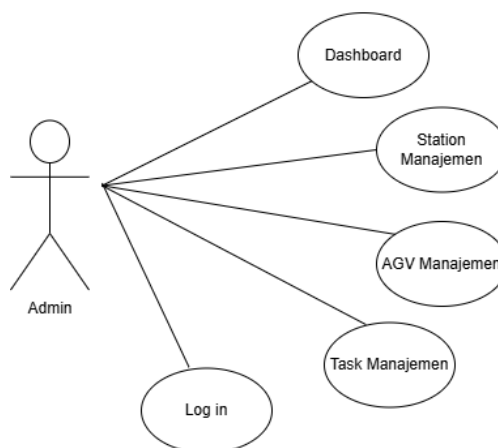 Dashboard
Station
Manajemen
AGV Manajemen
Admin
Task Manajemen
Log in